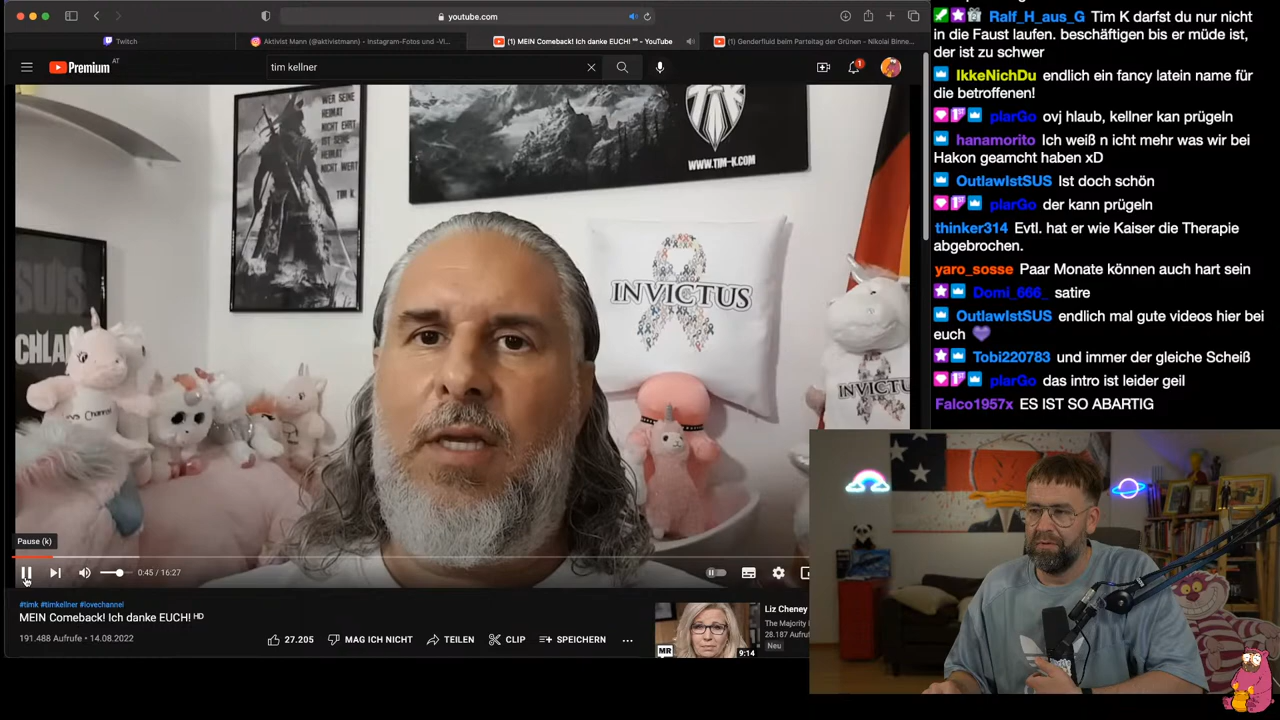 youtube.com
Twitch
Aktivist Mann (@aktivistmann) • Instagram-Fotos und -Vi...
(1) MEIN Comeback! Ich danke EUCH! ᴴᴰ - YouTube
(1) Genderfluid beim Parteitag der Grünen – Nikolai Binne...
Premium
AT
tim kellner
1
WER SEINE
HEIMAT
NICHT EHRT
IST SEINE
HEIMAT
NICHT WERT
TIM K
WWW.TIM-K.COM
INVICTUS
INVICTUS
Pause (k)
0:45 / 16:27
#timk #timkellner #lovechannel
MEIN Comeback! Ich danke EUCH! ᴴᴰ
191.488 Aufrufe • 14.08.2022
27.205
MAG ICH NICHT
TEILEN
CLIP
SPEICHERN
MR
9:14
Liz Cheney
The Majority
28.187 Aufru
Neu
Ralf_H_aus_G Tim K darfst du nur nicht
in die Faust laufen. beschäftigen bis er müde ist,
der ist zu schwer
IkkeNichDu endlich ein fancy latein name für
die betroffenen!
plarGo ovj hlaub, kellner kan prügeln
hanamorito Ich weiß n icht mehr was wir bei
Hakon geamcht haben xD
OutlawIstSUS Ist doch schön
plarGo der kann prügeln
thinker314 Evtl. hat er wie Kaiser die Therapie
abgebrochen.
yaro_sosse Paar Monate können auch hart sein
Domi_666_ satire
OutlawIstSUS endlich mal gute videos hier bei
euch
Tobi220783 und immer der gleiche Scheiß
plarGo das intro ist leider geil
Falco1957x ES IST SO ABARTIG